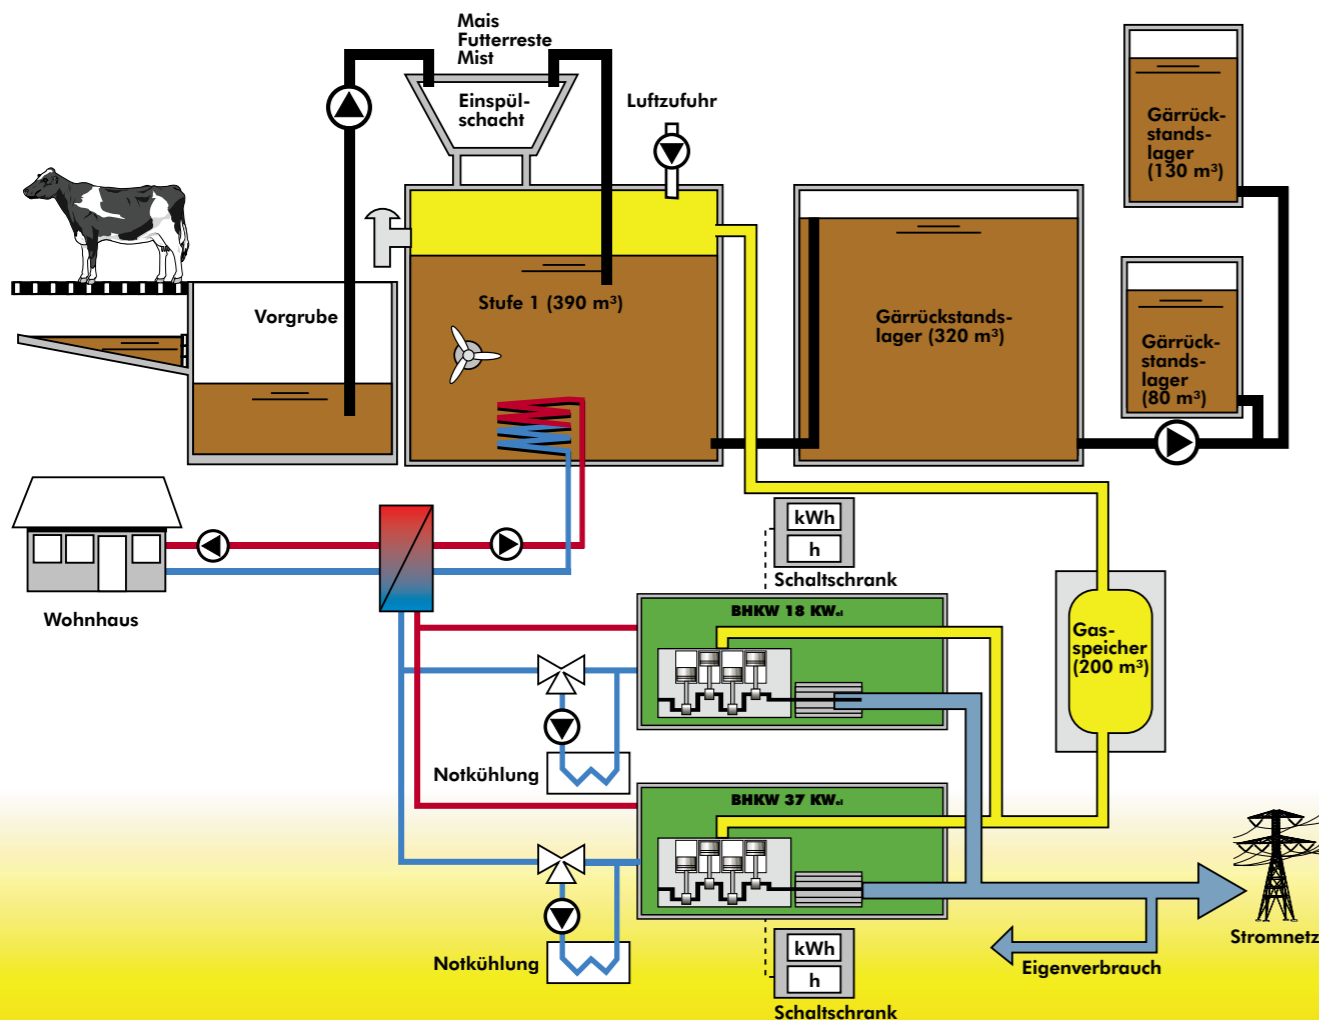 Mais
Futterreste
Mist
Einspül-
schacht
Luftzufuhr
Gärrück-
stands-
lager
(130 m³)
Vorgrube
Stufe 1 (390 m³)
Gärrückstands-
lager (320 m³)
Gärrück-
stands-
lager
(80 m³)
Wohnhaus
kWh
h
Schaltschrank
BHKW 18 KWel
Gas-
speicher
(200 m³)
Notkühlung
BHKW 37 KWel
Notkühlung
kWh
h
Schaltschrank
Eigenverbrauch
Stromnetz